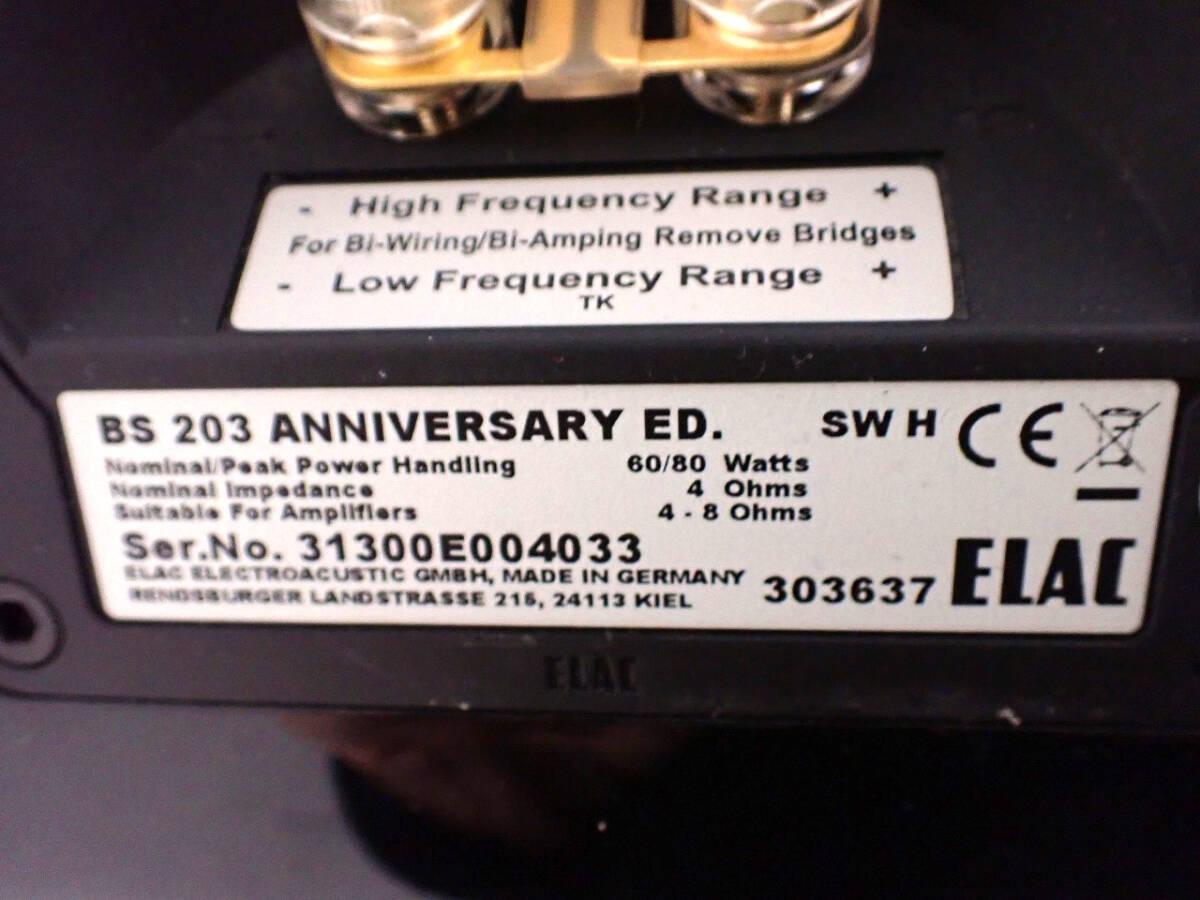 - High Frequency Range +
For Bi-Wiring/Bi-Amping Remove Bridges
- Low Frequency Range +
TK
BS 203 ANNIVERSARY ED. SW H CE
Nominal/Peak Power Handling 60/80 Watts
Nominal Impedance 4 Ohms
Suitable For Amplifiers 4 - 8 Ohms
Ser.No. 31300E004033
ELAC ELECTROACUSTIC GMBH, MADE IN GERMANY
RENDSBURGER LANDSTRASSE 215, 24113 KIEL
303637 ELAC
ELAC